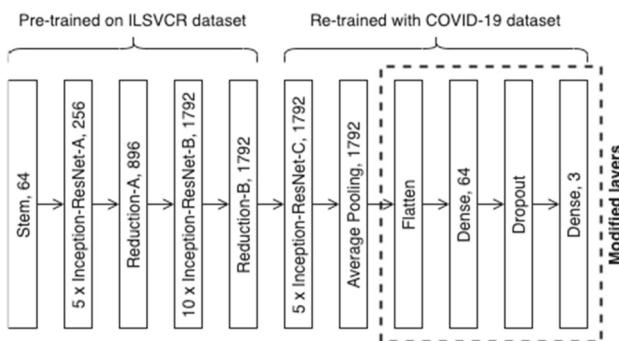 Pre-trained on ILSVCR dataset
Re-trained with COVID-19 dataset
Stem, 64
5 x Inception-ResNet-A, 256
Reduction-A, 896
10 x Inception-ResNet-B, 1792
Reduction-B, 1792
5 x Inception-ResNet-C, 1792
Average Pooling, 1792
Flatten
Dense, 64
Dropout
Dense, 3
Modified layers